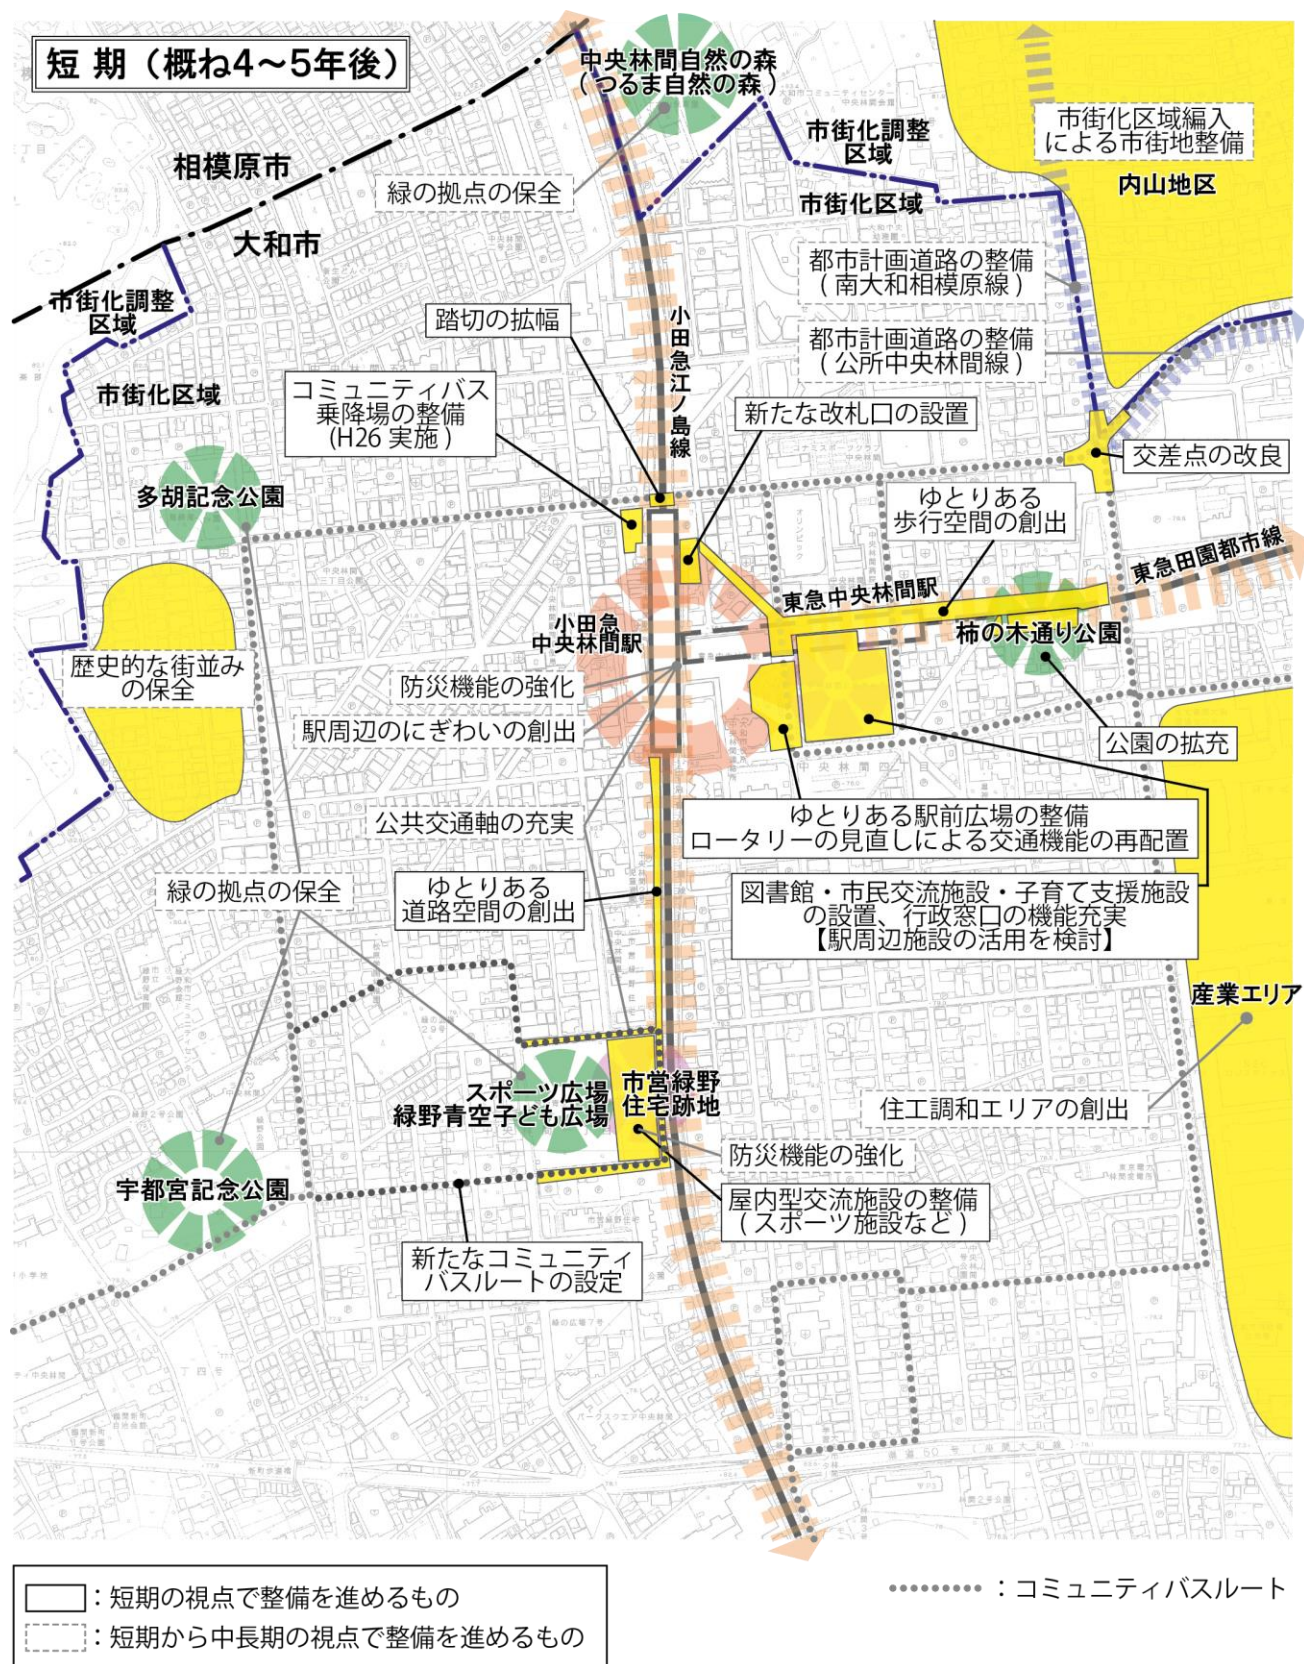 短 期（概ね4～5年後）
中央林間自然の森
（つるま自然の森）
市街化調整
区域
市街化区域
市街化区域編入
による市街地整備
内山地区
相模原市
大和市
緑の拠点の保全
都市計画道路の整備
（南大和相模原線）
都市計画道路の整備
（公所中央林間線）
市街化調整
区域
市街化区域
踏切の拡幅
小田急江ノ島線
コミュニティバス
乗降場の整備
(H26 実施）
新たな改札口の設置
交差点の改良
多胡記念公園
ゆとりある
歩行空間の創出
東急田園都市線
東急中央林間駅
小田急
中央林間駅
柿の木通り公園
歴史的な街並み
の保全
防災機能の強化
駅周辺のにぎわいの創出
公園の拡充
中央林間四丁目
公共交通軸の充実
ゆとりある駅前広場の整備
ロータリーの見直しによる交通機能の再配置
緑の拠点の保全
ゆとりある
道路空間の創出
図書館・市民交流施設・子育て支援施設
の設置、行政窓口の機能充実
【駅周辺施設の活用を検討】
産業エリア
スポーツ広場
緑野青空子ども広場
市営緑野
住宅跡地
住工調和エリアの創出
防災機能の強化
宇都宮記念公園
屋内型交流施設の整備
（スポーツ施設など）
新たなコミュニティ
バスルートの設定
：短期の視点で整備を進めるもの
：短期から中長期の視点で整備を進めるもの
：コミュニティバスルート